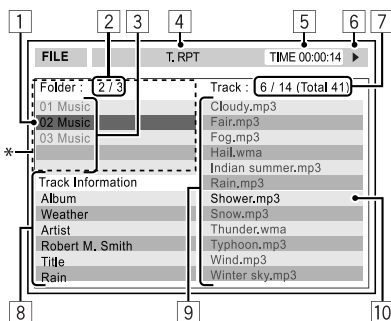 1 2 3 4 5 6 7
FILE T. RPT TIME 00:00:14
Folder : 2 / 3 Track : 6 / 14 (Total 41)
01 Music
02 Music
03 Music
*
Cloudy.mp3
Fair.mp3
Fog.mp3
Hail.wma
Indian summer.mp3
Rain.mp3
Shower.mp3
Snow.mp3
Thunder.wma
Typhoon.mp3
Wind.mp3
Winter sky.mp3
Track Information
Album
Weather
Artist
Robert M. Smith
Title
Rain
8 9 10